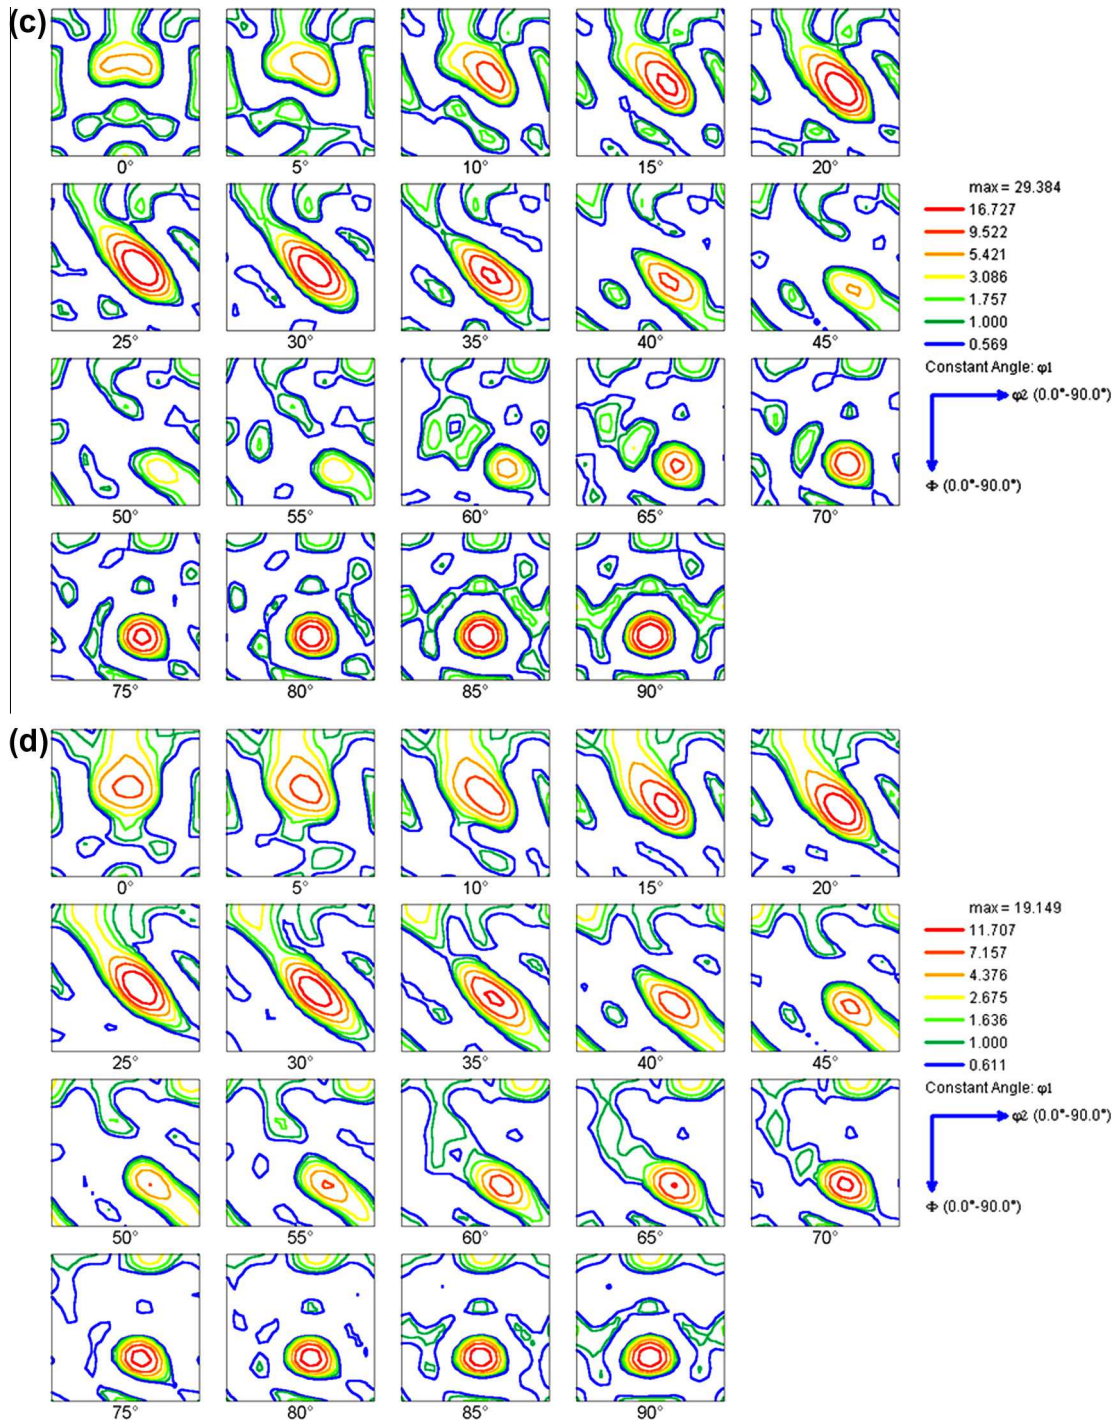 (c)
0° 5° 10° 15° 20°
max = 29.384
16.727
9.522
5.421
3.086
1.757
1.000
0.569
25° 30° 35° 40° 45°
Constant Angle: φ1
φ2 (0.0°-90.0°)
Φ (0.0°-90.0°)
50° 55° 60° 65° 70°
75° 80° 85° 90°
(d)
0° 5° 10° 15° 20°
max = 19.149
11.707
7.157
4.376
2.675
1.636
1.000
0.611
25° 30° 35° 40° 45°
Constant Angle: φ1
φ2 (0.0°-90.0°)
Φ (0.0°-90.0°)
50° 55° 60° 65° 70°
75° 80° 85° 90°